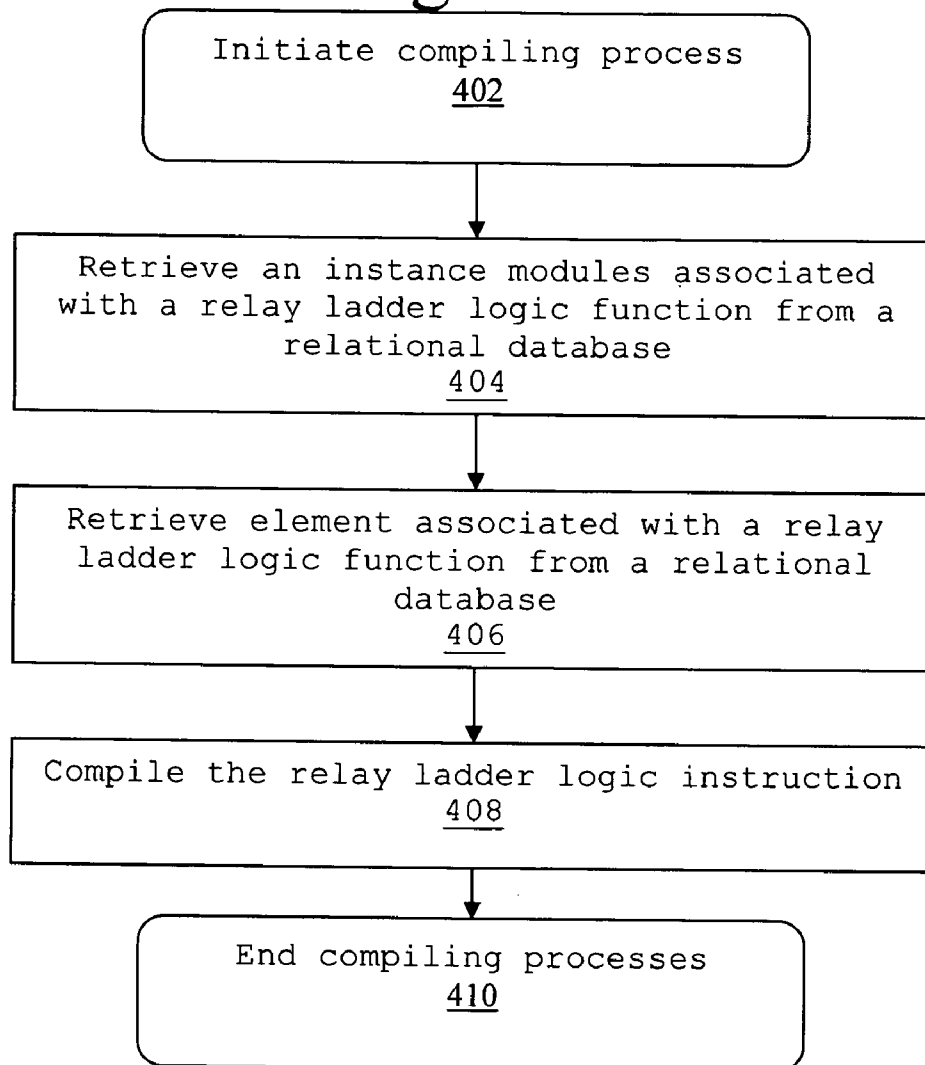 Initiate compiling process
402
Retrieve an instance modules associated
with a relay ladder logic function from a
relational database
404
Retrieve element associated with a relay
ladder logic function from a relational
database
406
Compile the relay ladder logic instruction
408
End compiling processes
410